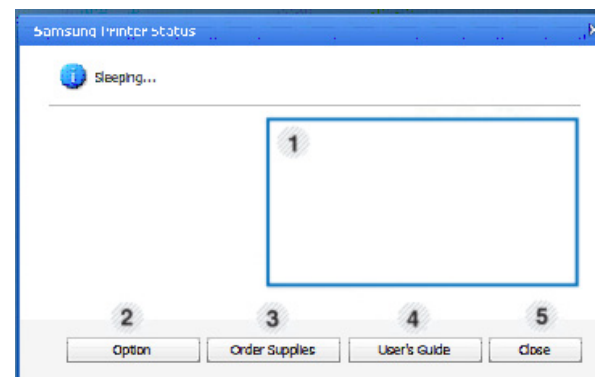 Samsung Printer Status
Sleeping...
1
2 3 4 5
Option Order Supplies User's Guide Close